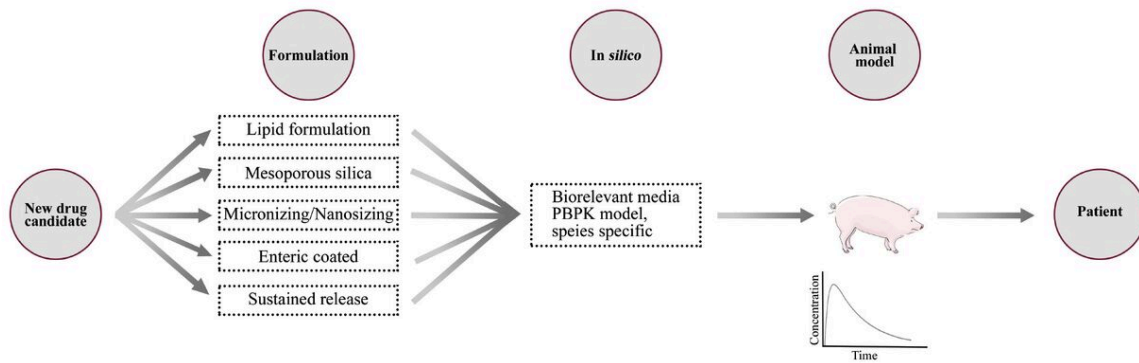 Formulation
In silico
Animal
model
New drug
candidate
Lipid formulation
Mesoporous silica
Micronizing/Nanosizing
Enteric coated
Sustained release
Biorelevant media
PBPK model,
speies specific
Patient
Concentration
Time